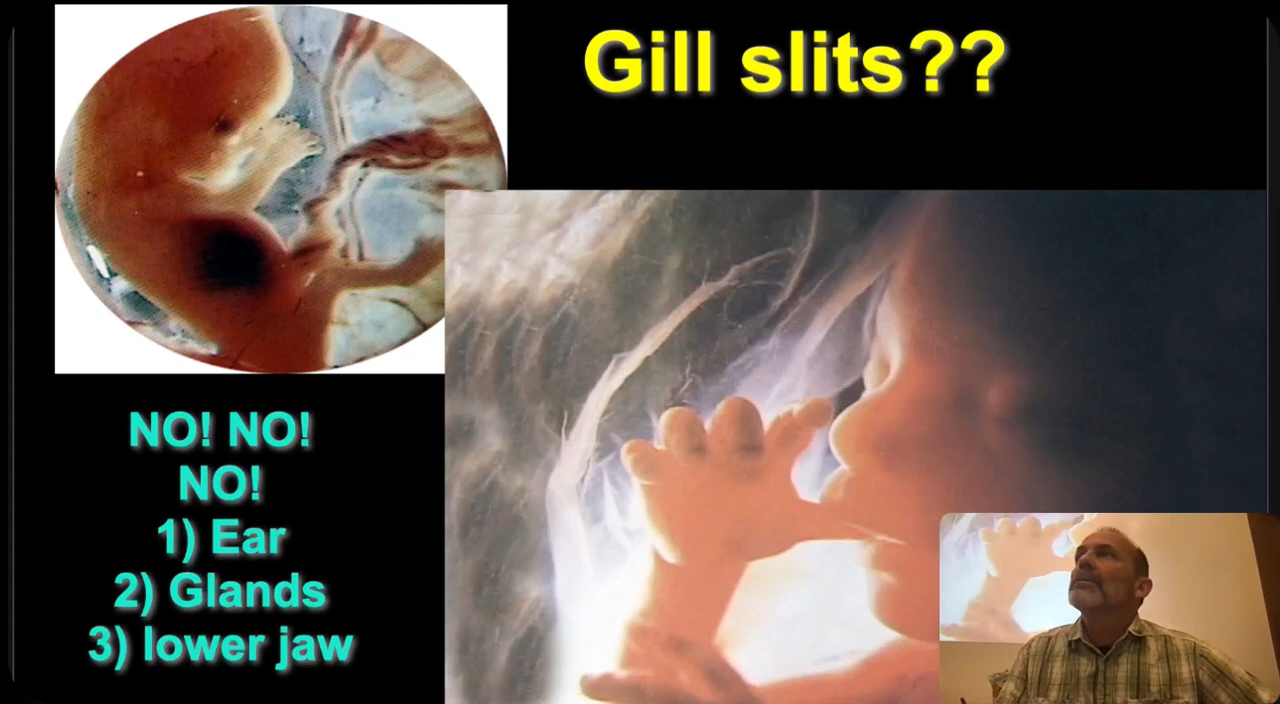 Gill slits??
NO! NO!
NO!
1) Ear
2) Glands
3) lower jaw